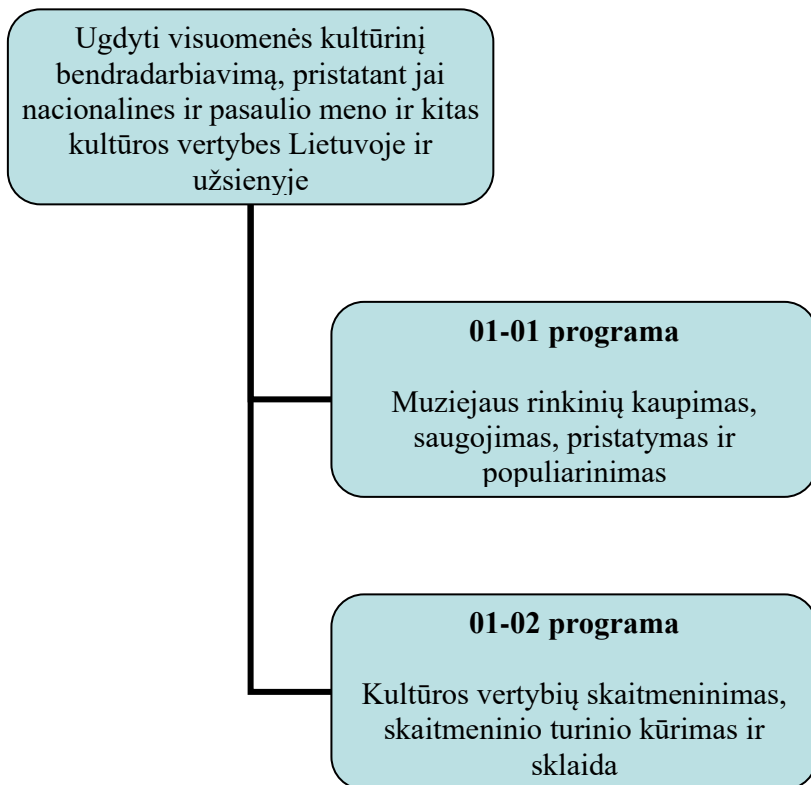 Ugdyti visuomenės kultūrinį
bendradarbiavimą, pristatant jai
nacionalines ir pasaulio meno ir kitas
kultūros vertybes Lietuvoje ir
užsienyje
01-01 programa
Muziejaus rinkinių kaupimas,
saugojimas, pristatymas ir
populiarinimas
01-02 programa
Kultūros vertybių skaitmeninimas,
skaitmeninio turinio kūrimas ir
sklaida